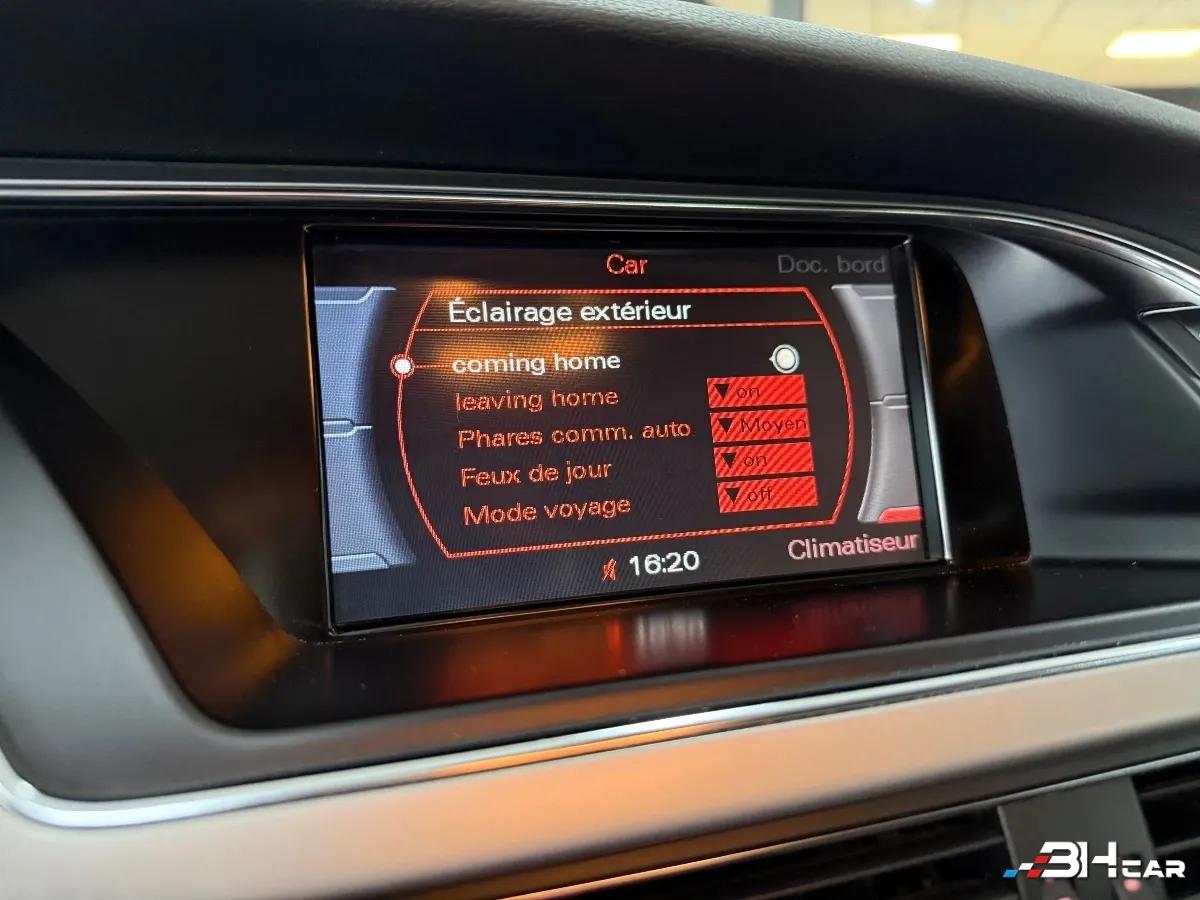 Car
Doc. bord
Éclairage extérieur
coming home
leaving home on
Phares comm. auto Moyen
Feux de jour on
Mode voyage off
16:20
Climatiseur
3HCAR